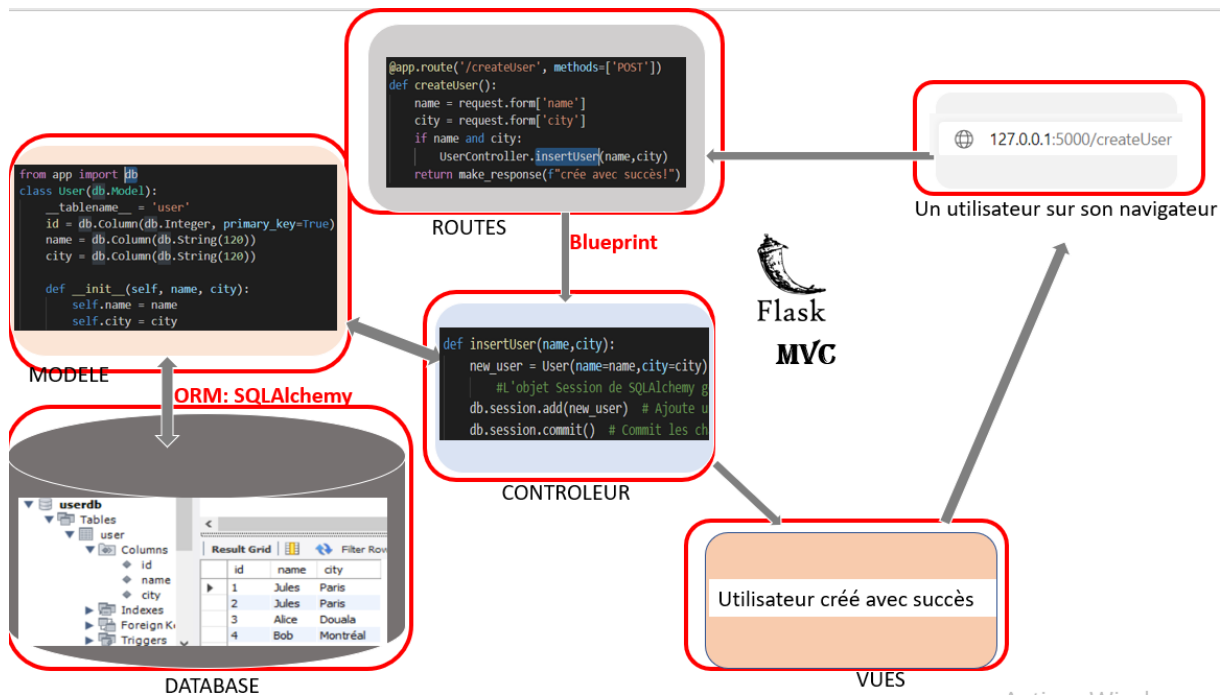 @app.route('/createUser', methods=['POST'])
def createUser():
name = request.form['name']
city = request.form['city']
if name and city:
UserController.insertUser(name,city)
return make_response(f"crée avec succès!")
ROUTES
127.0.0.1:5000/createUser
Un utilisateur sur son navigateur
from app import db
class User(db.Model):
__tablename__ = 'user'
id = db.Column(db.Integer, primary_key=True)
name = db.Column(db.String(120))
city = db.Column(db.String(120))
def __init__(self, name, city):
self.name = name
self.city = city
MODELE
Blueprint
Flask
MVC
def insertUser(name,city):
new_user = User(name=name,city=city)
#L'objet Session de SQLAlchemy g
db.session.add(new_user) # Ajoute u
db.session.commit() # Commit les ch
CONTROLEUR
ORM: SQLAlchemy
userdb
Tables
user
Columns
id
name
city
Indexes
Foreign K
Triggers
Result Grid Filter Row
id name city
1 Jules Paris
2 Jules Paris
3 Alice Douala
4 Bob Montréal
DATABASE
Utilisateur créé avec succès
VUES